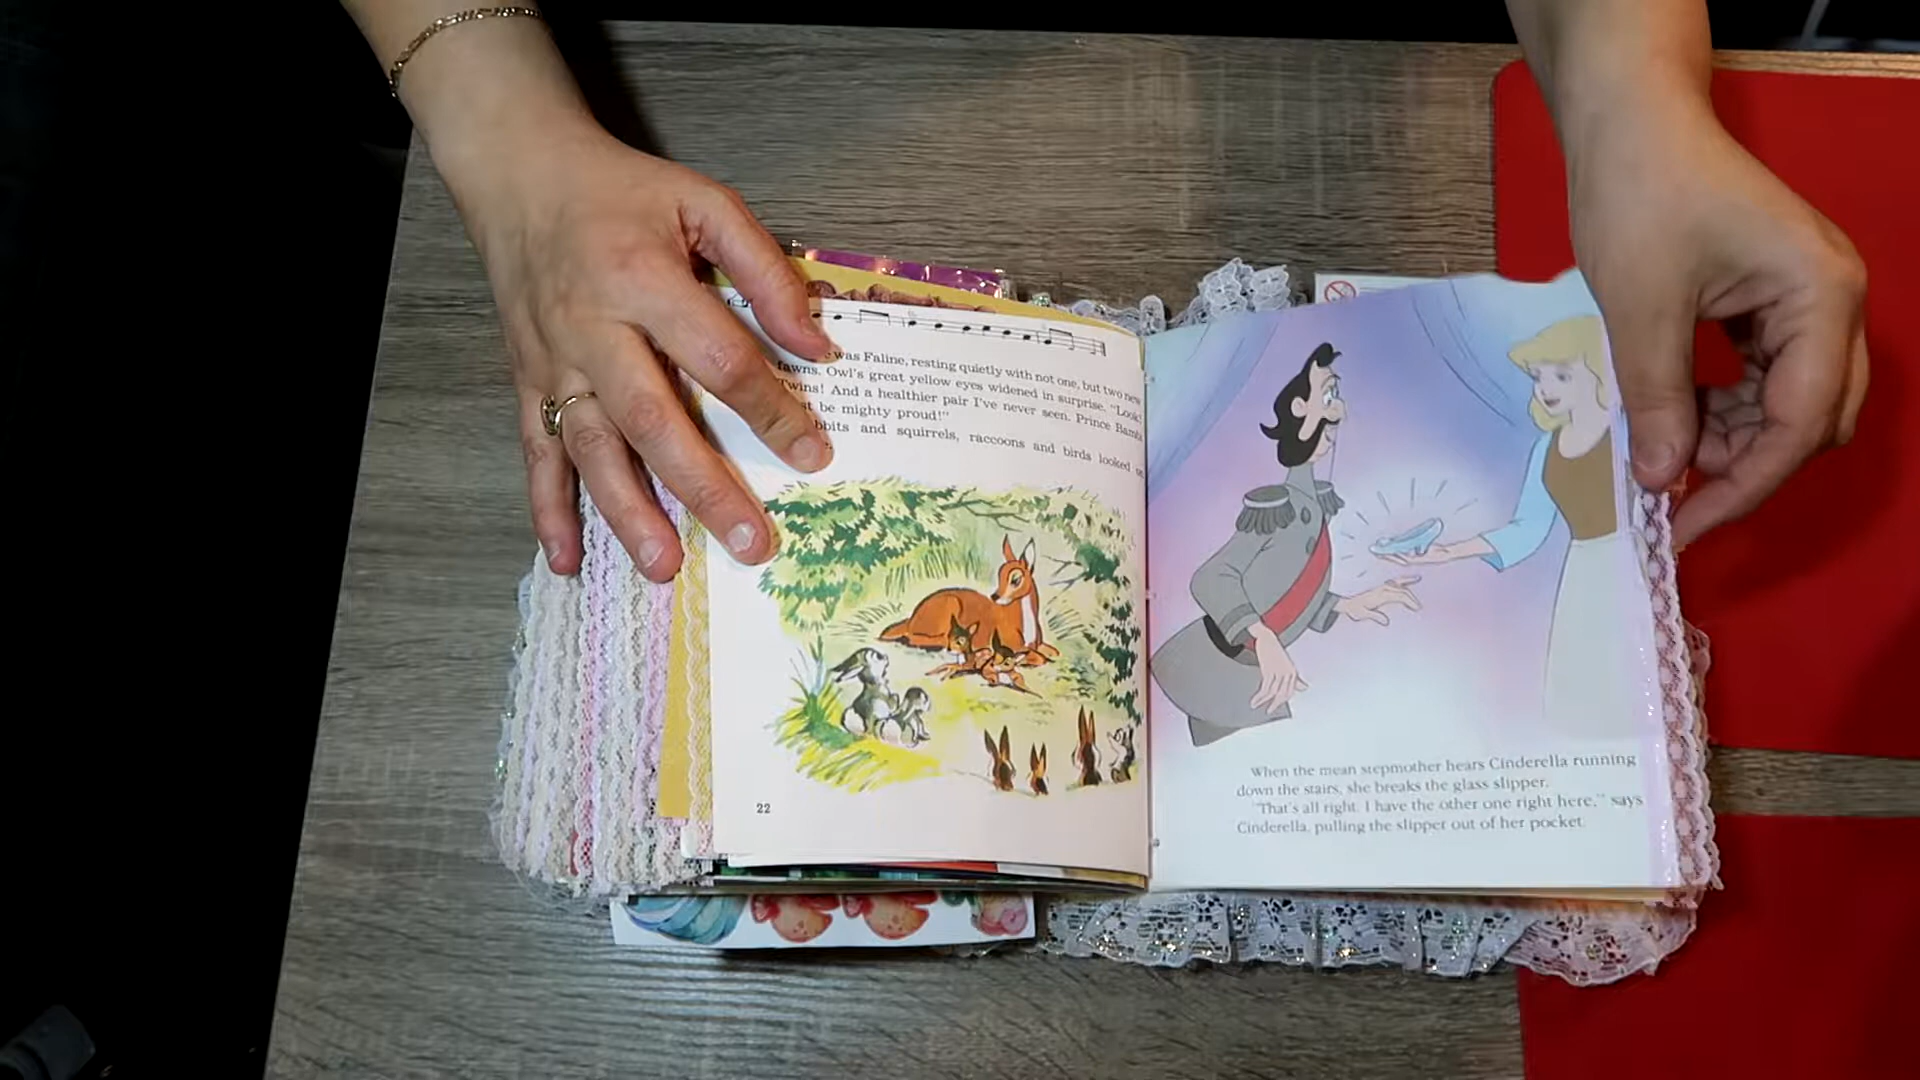 was Faline, resting quietly with not one, but two new
fawns. Owl's great yellow eyes widened in surprise. "Look!
Twins! And a healthier pair I've never seen. Prince Bambi
be mighty proud!"
and squirrels, raccoons and birds looked
22
When the mean stepmother hears Cinderella running
down the stairs, she breaks the glass slipper.
"That's all right. I have the other one right here," says
Cinderella, pulling the slipper out of her pocket.